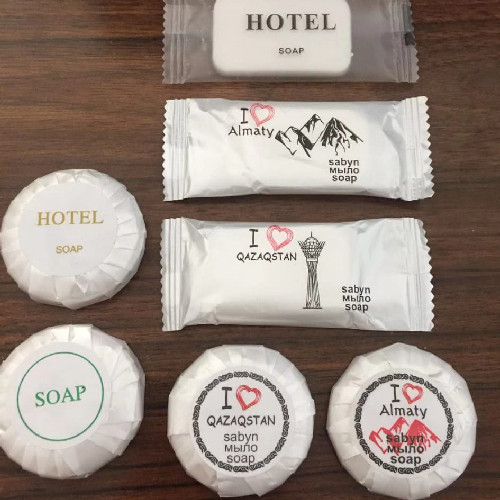 HOTEL
SOAP
I
Almaty
sabyn
мыло
soap
I
QAZAQSTAN
sabyn
мыло
soap
HOTEL
SOAP
SOAP
I
QAZAQSTAN
sabyn
мыло
soap
I
Almaty
sabyn
мыло
soap